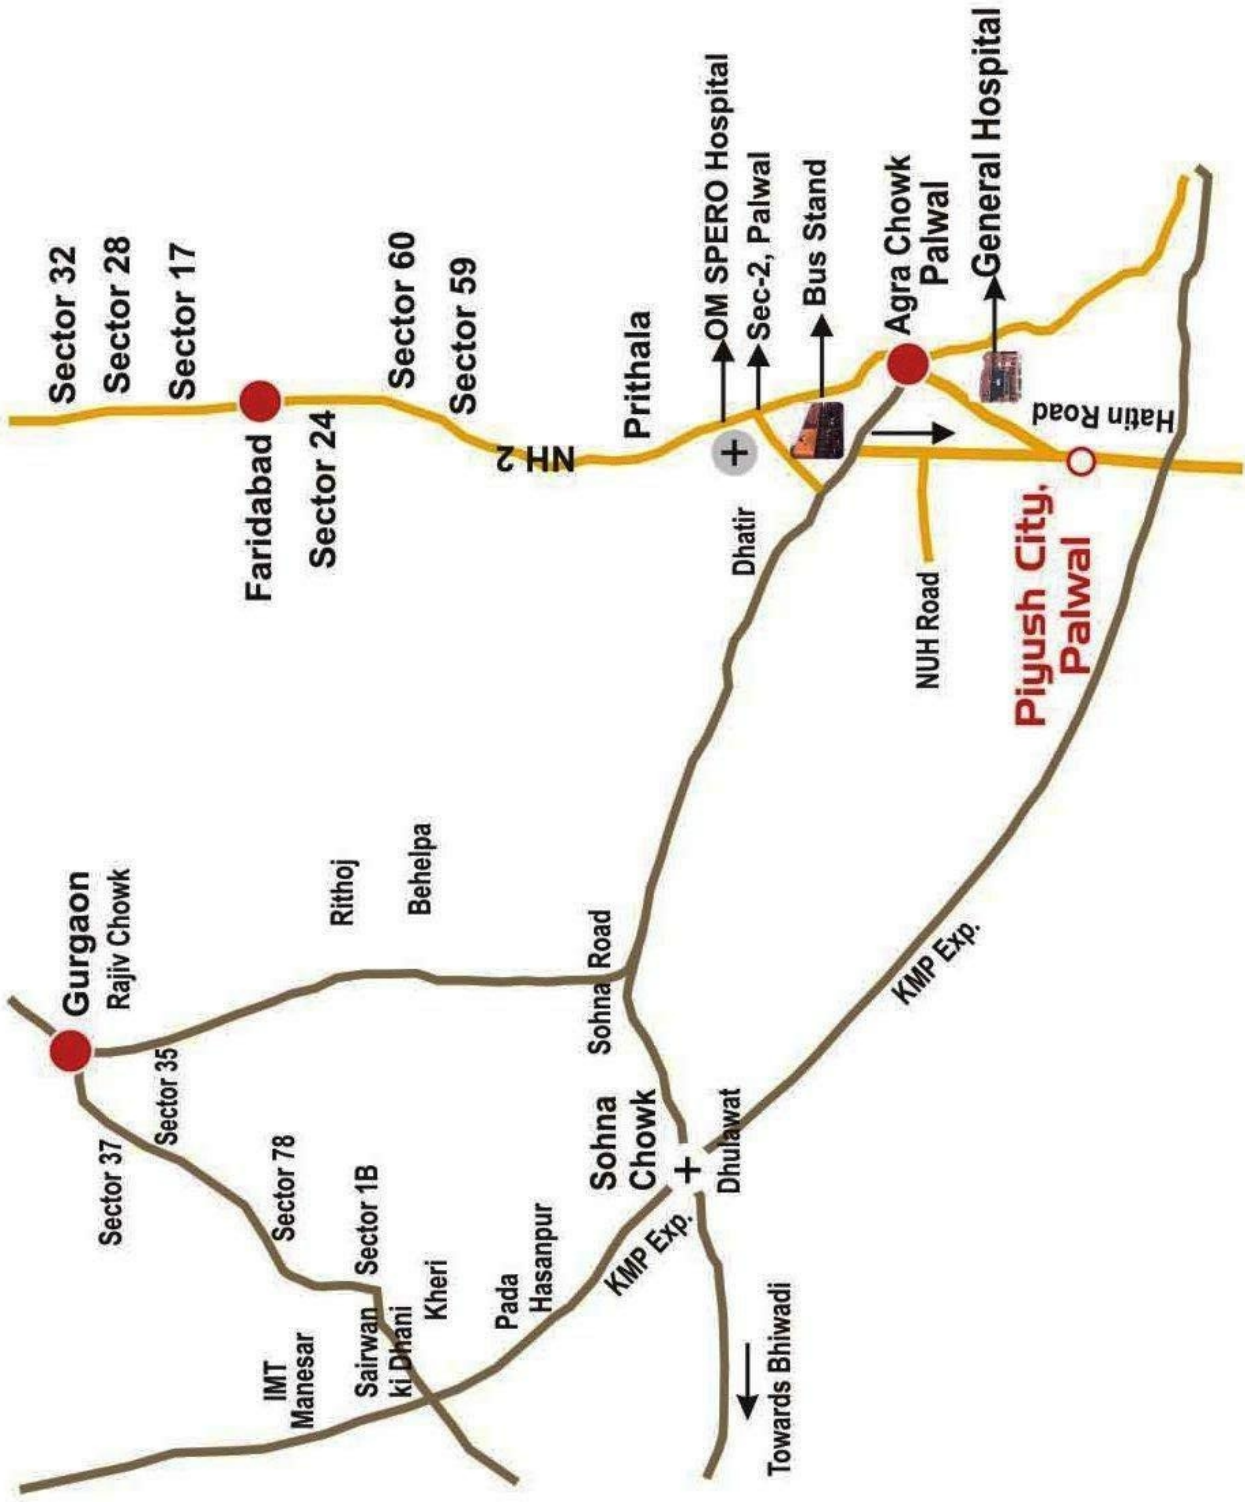 Sector 32
Sector 28
Sector 17
Faridabad
Sector 24
Sector 60
Sector 59
NH 2
Prithala
OM SPERO Hospital
Sec-2, Palwal
Bus Stand
Agra Chowk
Palwal
General Hospital
Dhatir
NUH Road
Hatin Road
Piyush City,
Palwal
Gurgaon
Rajiv Chowk
Rithoj
Behelpa
Sohna Road
Sector 35
Sector 37
Sector 78
Sector 1B
Sohna
Chowk
Dhulawat
KMP Exp.
KMP Exp.
IMT
Manesar
Sairwan
ki Dhani
Kheri
Pada
Hasanpur
Towards Bhiwadi